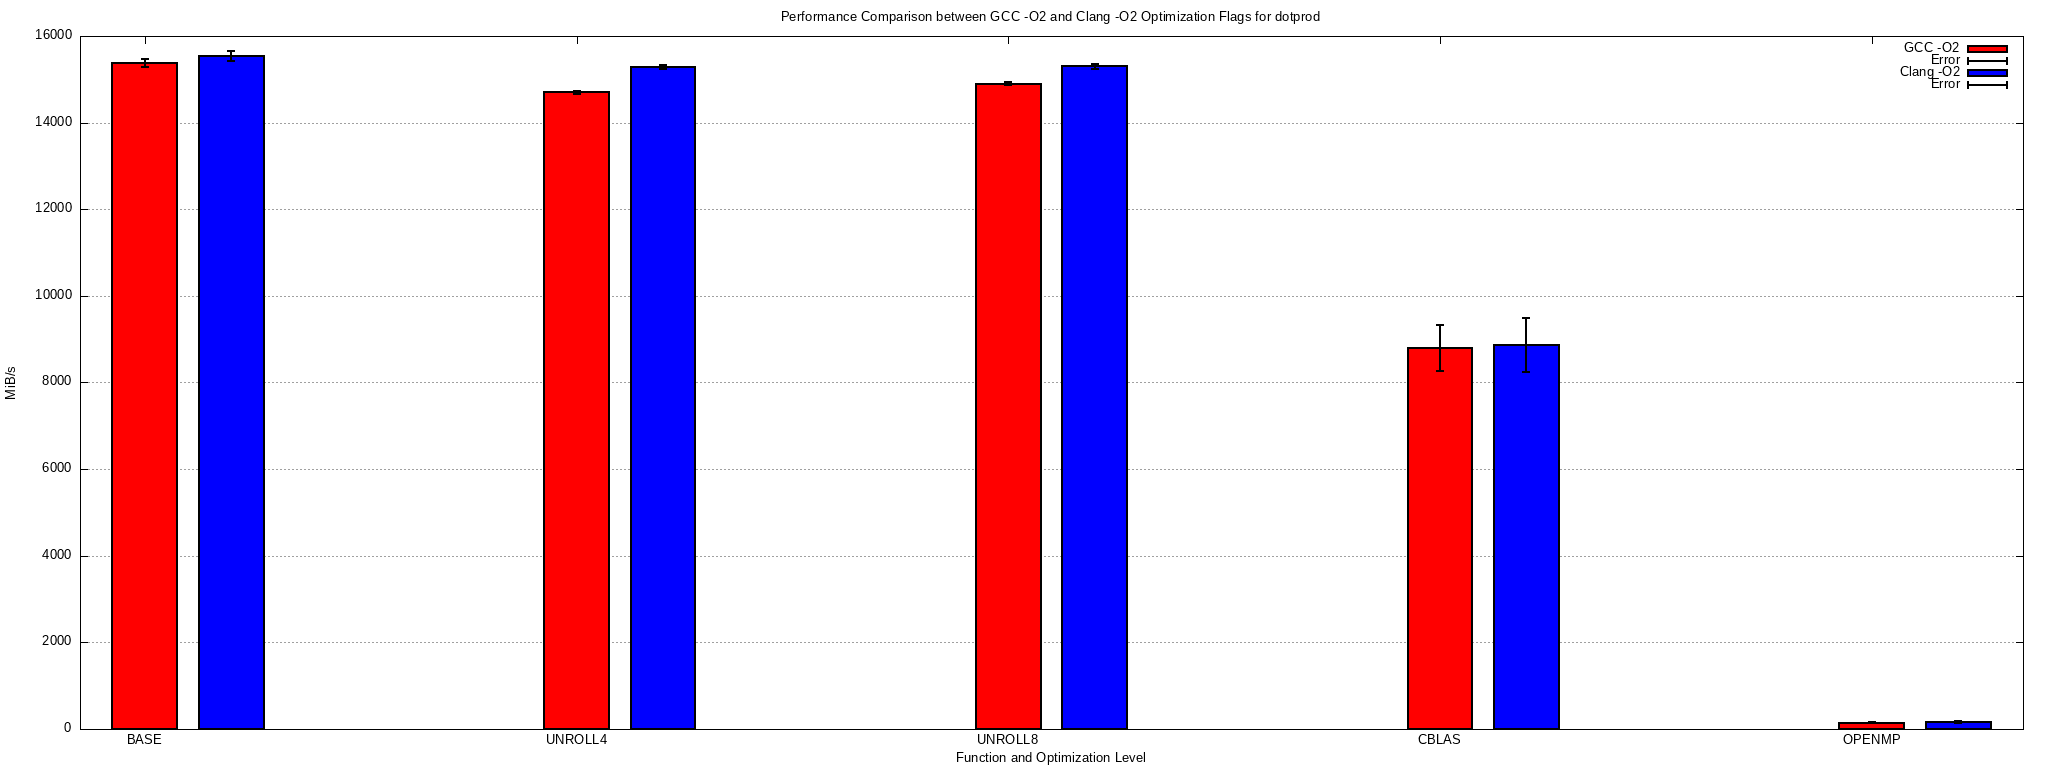 Performance Comparison between GCC -O2 and Clang -O2 Optimization Flags for dotprod
16000
14000
12000
10000
8000
6000
4000
2000
0
MiB/s
GCC -O2
Error
Clang -O2
Error
BASE
UNROLL4
UNROLL8
CBLAS
OPENMP
Function and Optimization Level